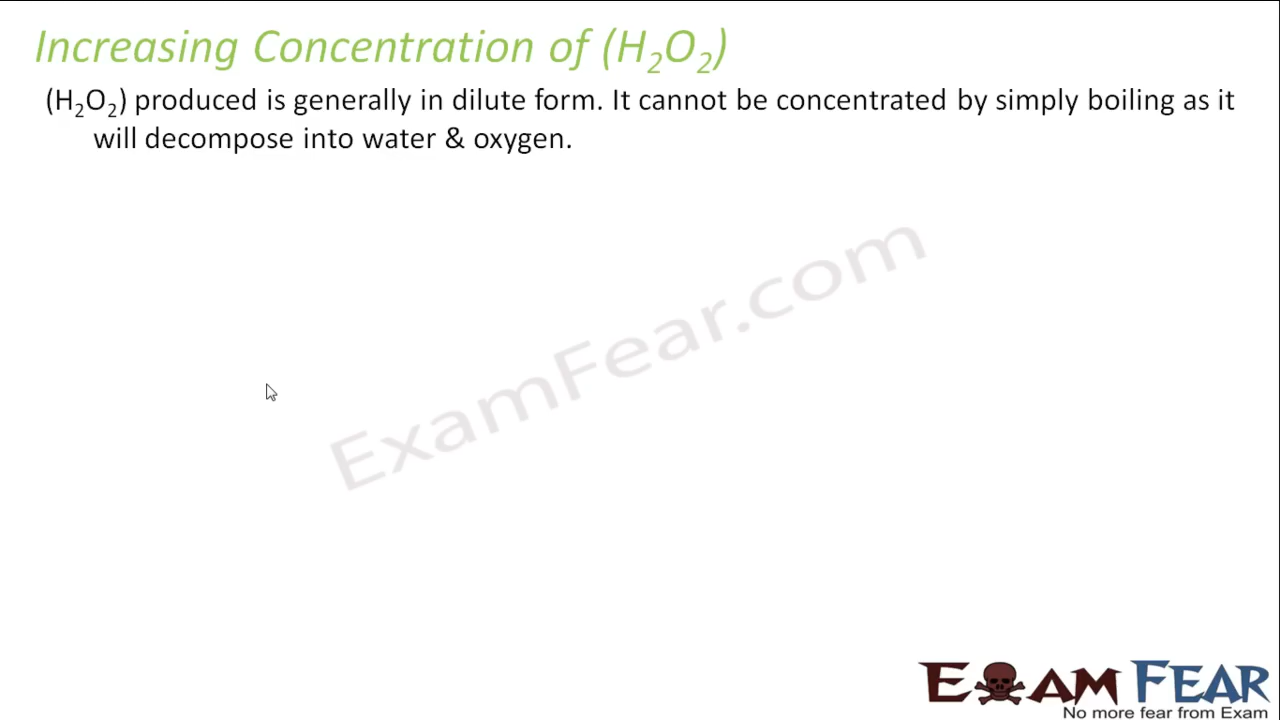 Increasing Concentration of (H₂O₂)
(H₂O₂) produced is generally in dilute form. It cannot be concentrated by simply boiling as it
will decompose into water & oxygen.
ExamFear.com
EXAM FEAR
No more fear from Exam